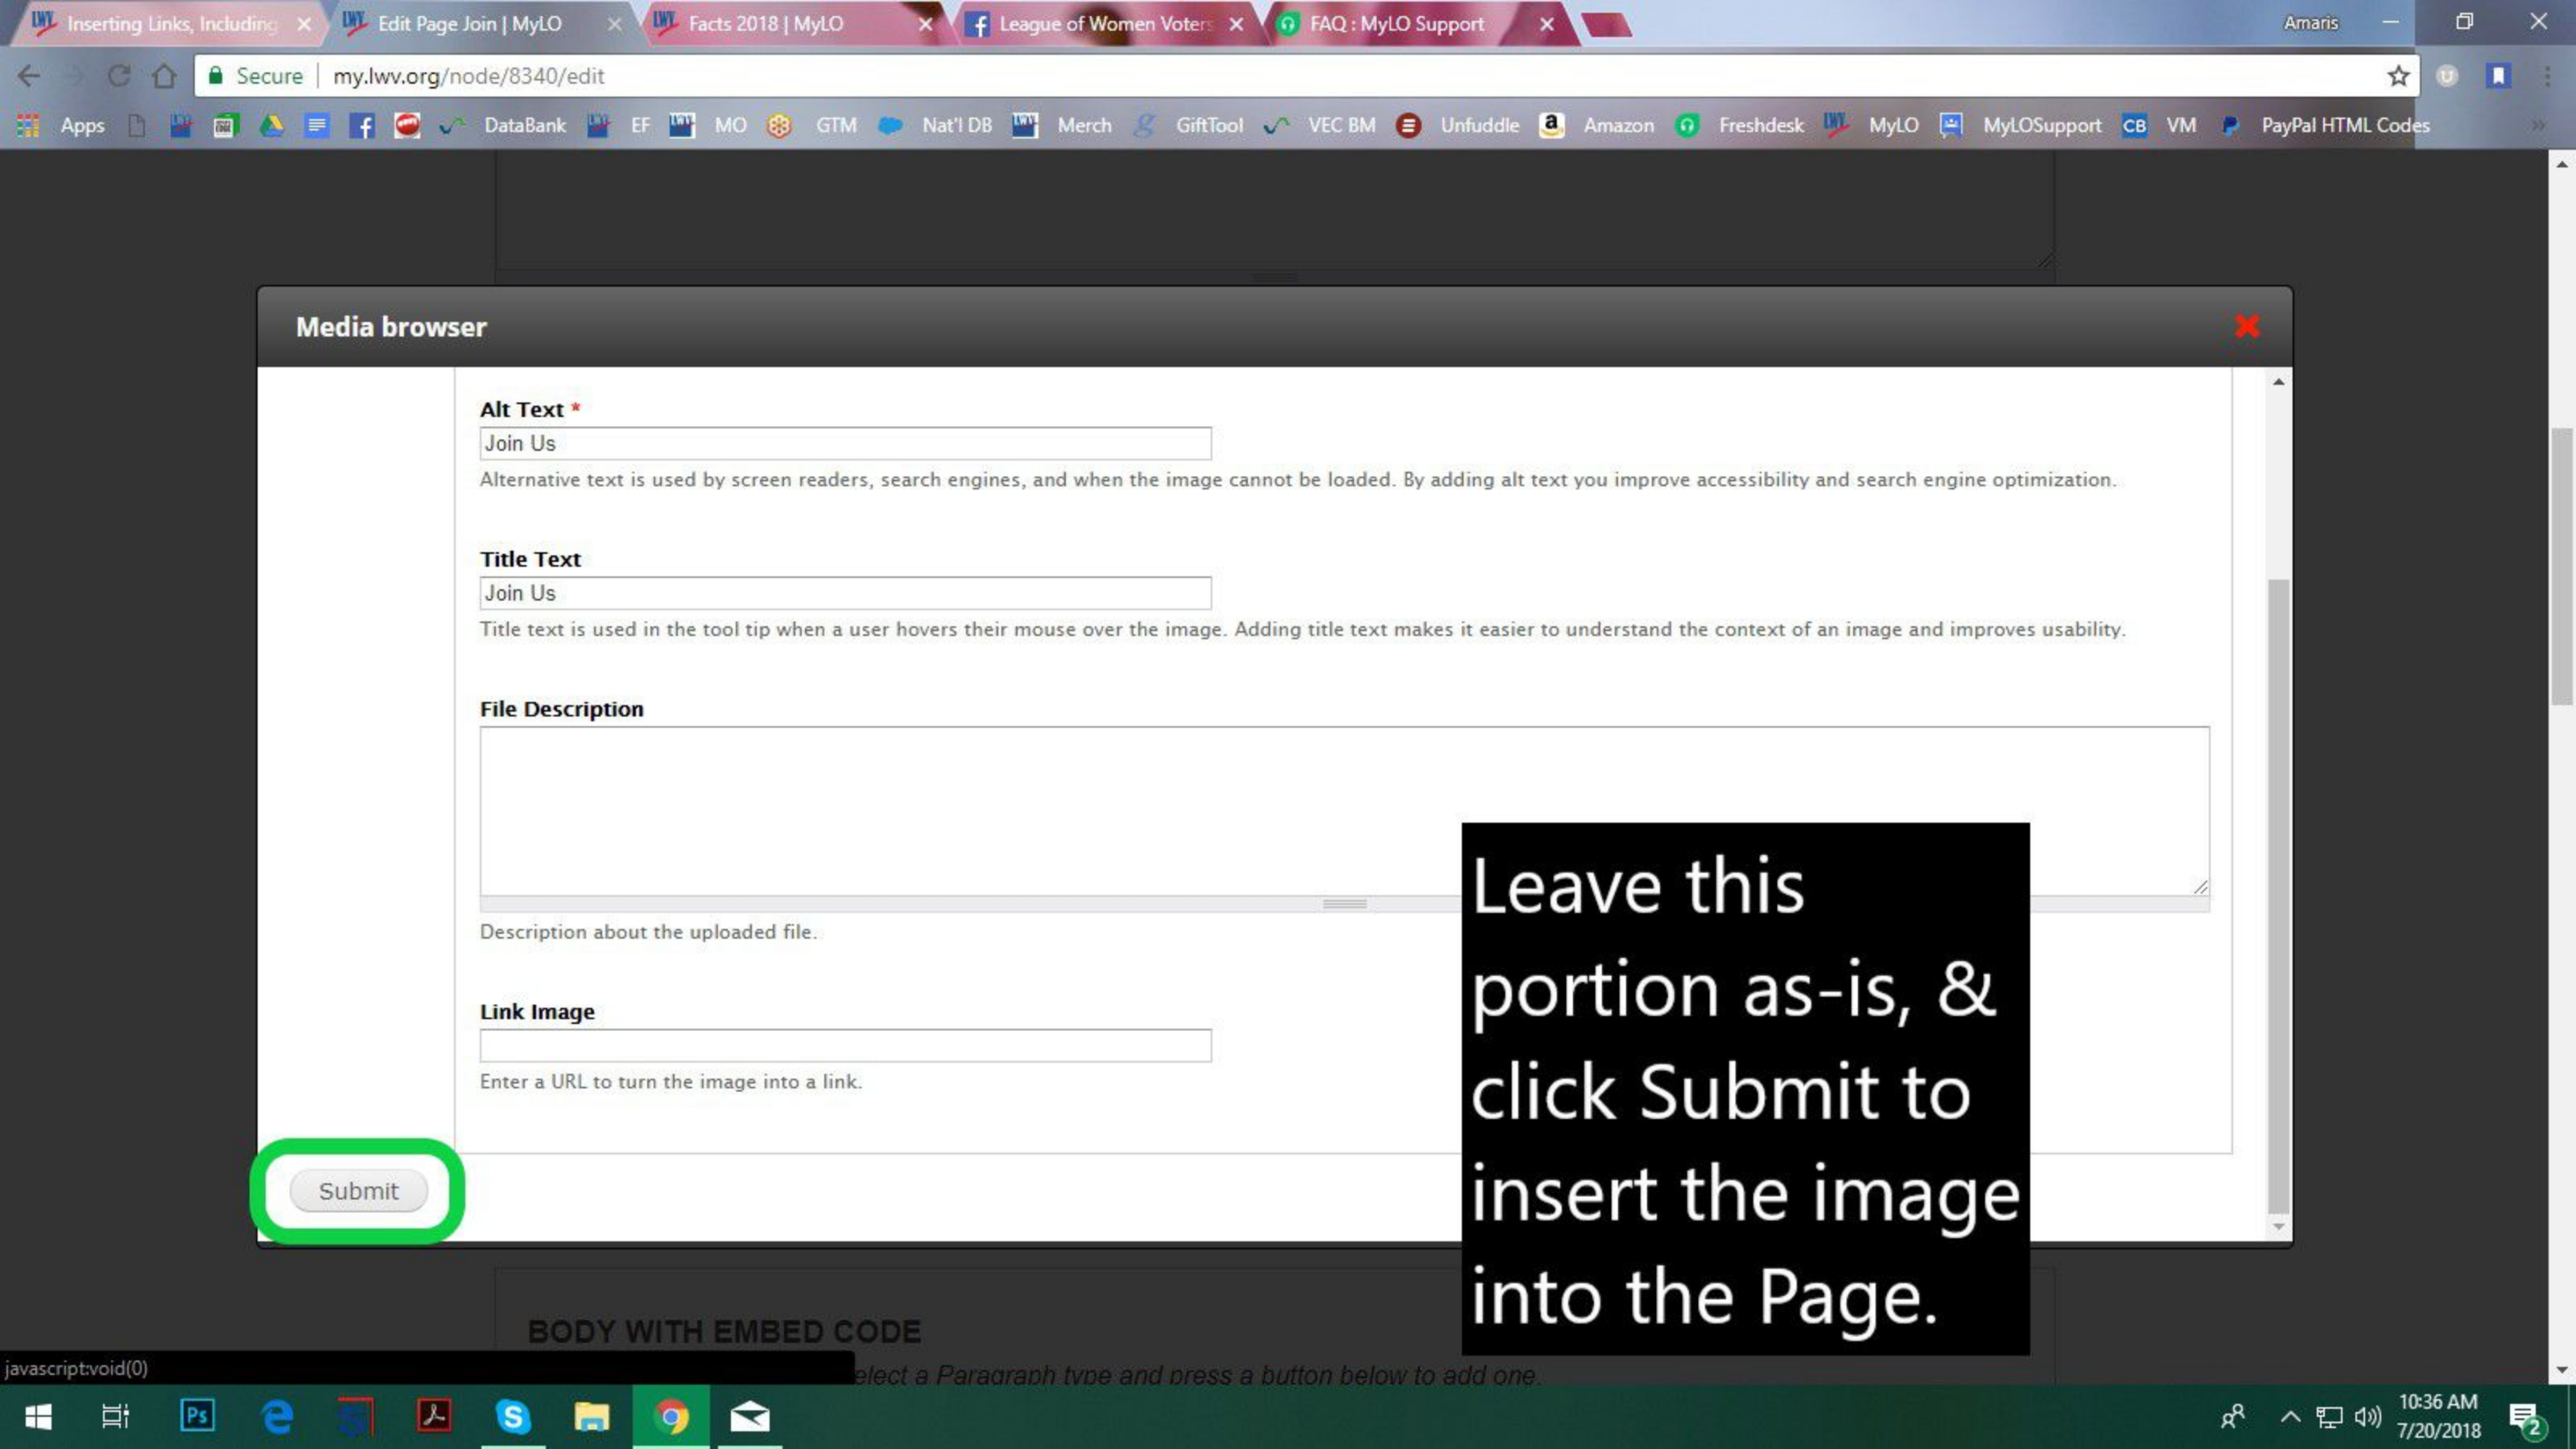 Inserting Links, Including
Edit Page Join | MyLO
Facts 2018 | MyLO
League of Women Voters
FAQ : MyLO Support
Amaris
Secure | my.lwv.org/node/8340/edit
Apps DataBank EF MO GTM Nat'l DB Merch GiftTool VEC BM Unfuddle Amazon Freshdesk MyLO MyLOSupport CB VM PayPal HTML Codes
Media browser
Alt Text *
Join Us
Alternative text is used by screen readers, search engines, and when the image cannot be loaded. By adding alt text you improve accessibility and search engine optimization.
Title Text
Join Us
Title text is used in the tool tip when a user hovers their mouse over the image. Adding title text makes it easier to understand the context of an image and improves usability.
File Description
Description about the uploaded file.
Link Image
Enter a URL to turn the image into a link.
Submit
Leave this
portion as-is, &
click Submit to
insert the image
into the Page.
BODY WITH EMBED CODE
elect a Paragraph type and press a button below to add one.
javascript:void(0)
10:36 AM
7/20/2018
2